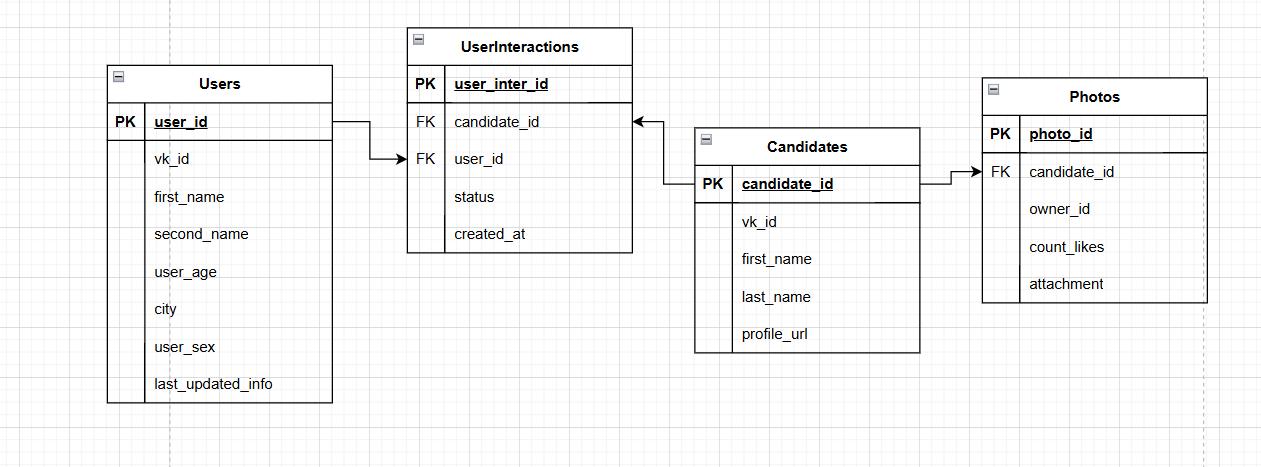 Users
PK user_id
vk_id
first_name
second_name
user_age
city
user_sex
last_updated_info
UserInteractions
PK user_inter_id
FK candidate_id
FK user_id
status
created_at
Candidates
PK candidate_id
vk_id
first_name
last_name
profile_url
Photos
PK photo_id
FK candidate_id
owner_id
count_likes
attachment